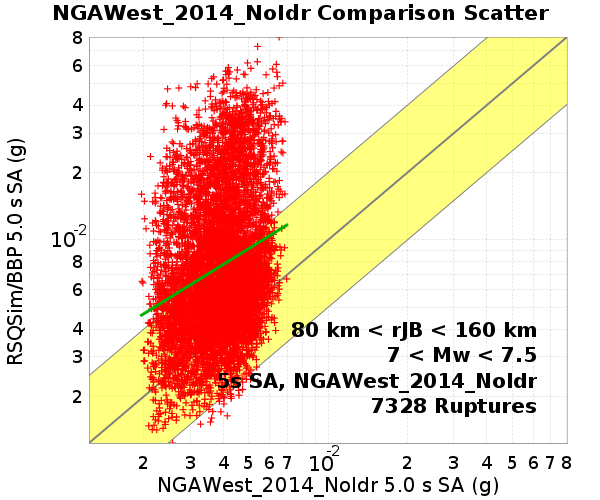 NGAWest_2014_NoIdr Comparison Scatter
8
6
4
3
2
10-2
8
6
4
3
2
RSQSim/BBP 5.0 s SA (g)
80 km < rJB < 160 km
7 < Mw < 7.5
5s SA, NGAWest_2014_NoIdr
7328 Ruptures
2 3 4 5 6 7 10-2 2 3 4 5 6 7 8
NGAWest_2014_NoIdr 5.0 s SA (g)